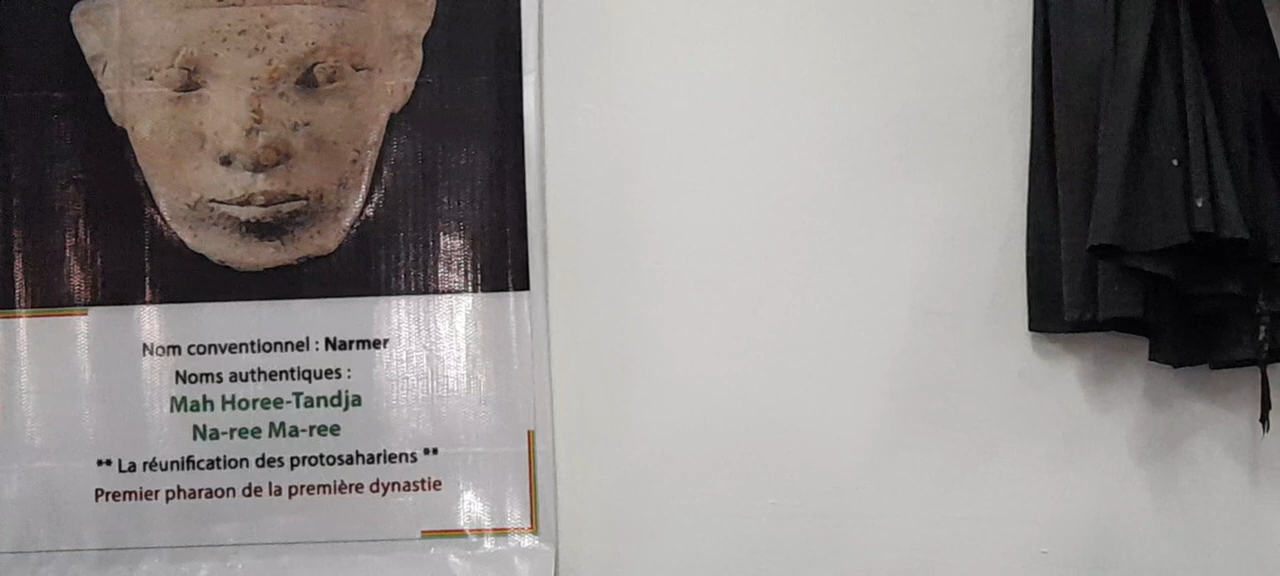 Nom conventionnel : Narmer
Noms authentiques :
Mah Horee-Tandja
Na-ree Ma-ree
** La réunification des protosahariens **
Premier pharaon de la première dynastie